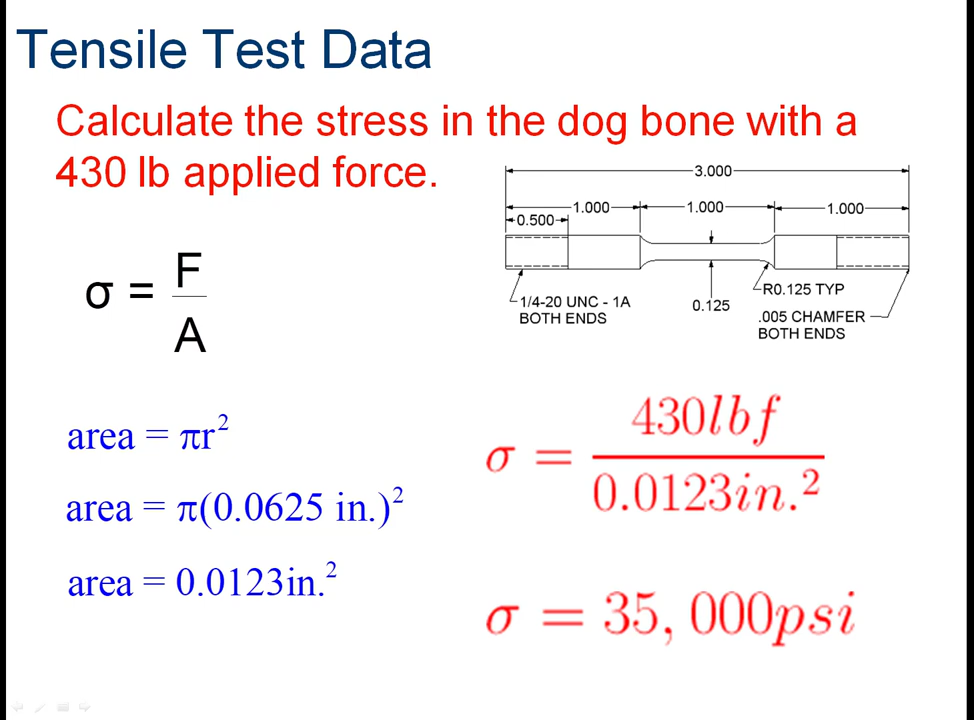 Tensile Test Data
Calculate the stress in the dog bone with a
430 lb applied force.
3.000
1.000
1.000
1.000
0.500
1/4-20 UNC - 1A
BOTH ENDS
0.125
R0.125 TYP
.005 CHAMFER
BOTH ENDS
σ = F
A
area = πr²
area = π(0.0625 in.)²
area = 0.0123in.²
σ = 430lbf
0.0123in.²
σ = 35, 000psi